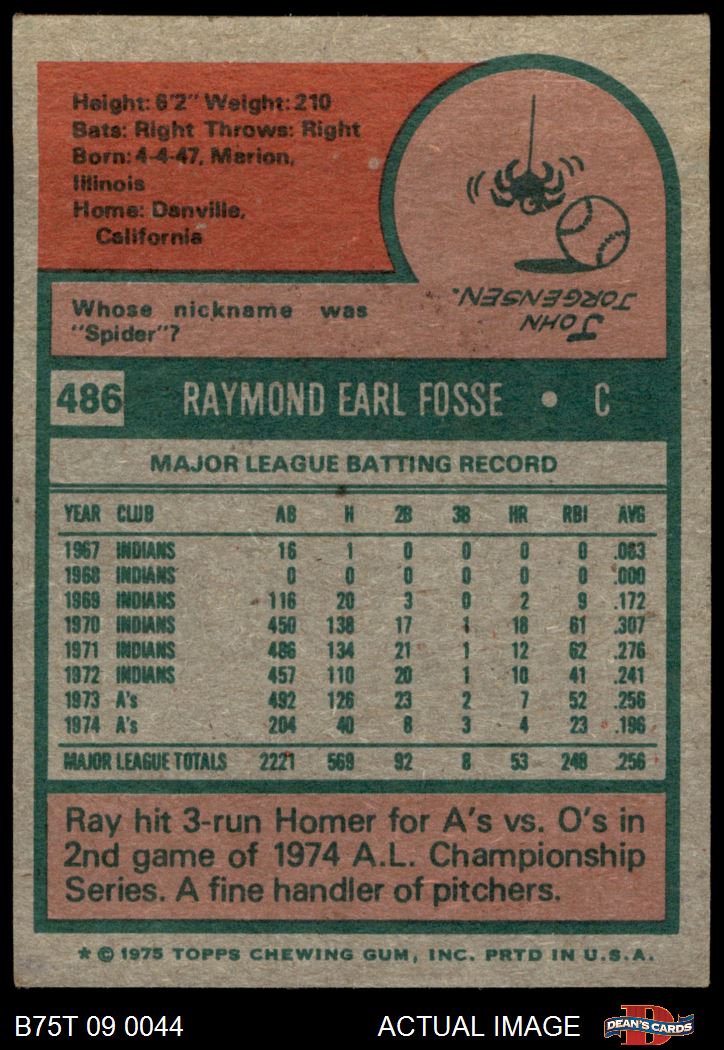 Height: 6'2" Weight: 210
Bats: Right Throws: Right
Born: 4-4-47, Marion,
Illinois
Home: Danville,
California
JOHN
JORGENSEN.
Whose nickname was
"Spider"?
486 RAYMOND EARL FOSSE • C
MAJOR LEAGUE BATTING RECORD
YEAR CLUB AB H 2B 3B HR RBI AVG
1967 INDIANS 16 1 0 0 0 0 .063
1968 INDIANS 0 0 0 0 0 0 .000
1969 INDIANS 116 20 3 0 2 9 .172
1970 INDIANS 450 138 17 1 18 61 .307
1971 INDIANS 486 134 21 1 12 62 .276
1972 INDIANS 457 110 20 1 10 41 .241
1973 A's 492 126 23 2 7 52 .256
1974 A's 204 40 8 3 4 23 .196
MAJOR LEAGUE TOTALS 2221 569 92 8 53 248 .256
Ray hit 3-run Homer for A's vs. O's in
2nd game of 1974 A.L. Championship
Series. A fine handler of pitchers.
* © 1975 TOPPS CHEWING GUM, INC. PRTD IN U.S.A.
B75T 09 0044 ACTUAL IMAGE DEAN'S CARDS